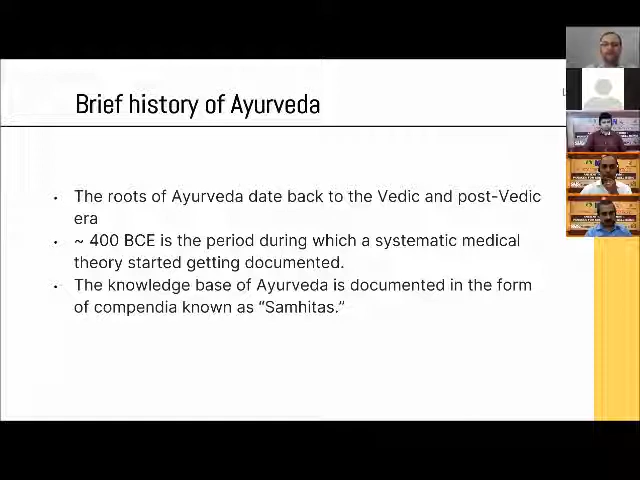 Brief history of Ayurveda
• The roots of Ayurveda date back to the Vedic and post-Vedic
era
• ~ 400 BCE is the period during which a systematic medical
theory started getting documented.
• The knowledge base of Ayurveda is documented in the form
of compendia known as “Samhitas.”